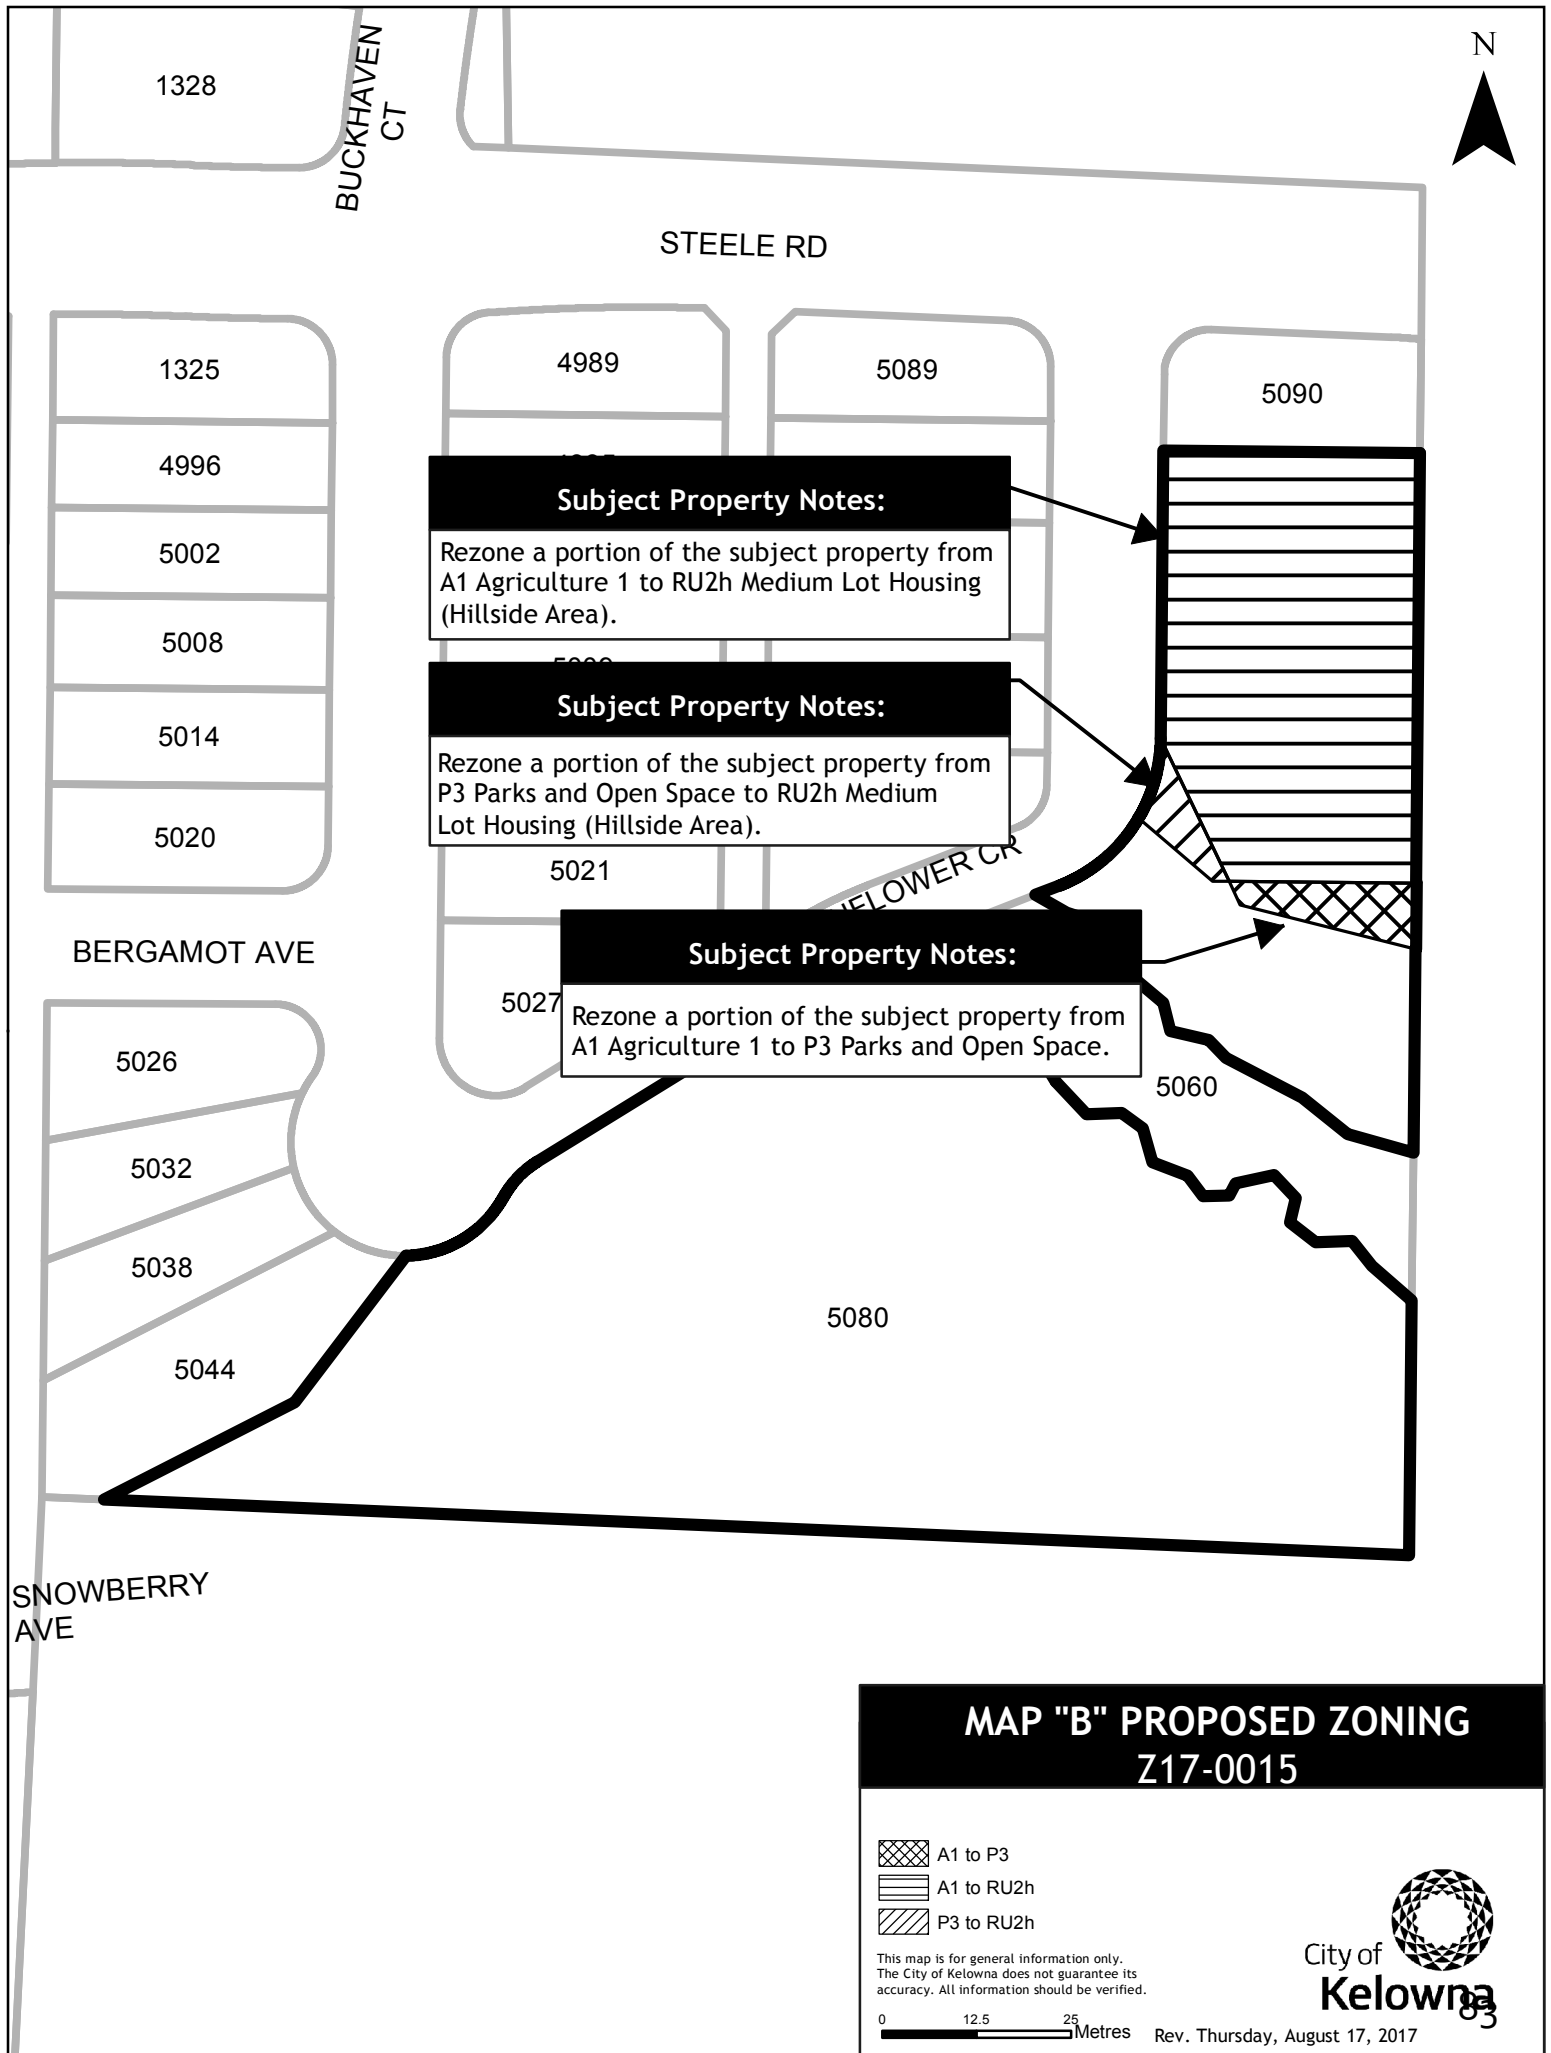 N
1328
BUCKHAVEN
CT
STEELE RD
1325
4989
5089
5090
4996
5002
5008
5014
5020
Subject Property Notes:
Rezone a portion of the subject property from
A1 Agriculture 1 to RU2h Medium Lot Housing
(Hillside Area).
Subject Property Notes:
Rezone a portion of the subject property from
P3 Parks and Open Space to RU2h Medium
Lot Housing (Hillside Area).
5021
CR
BERGAMOT AVE
5027
Subject Property Notes:
Rezone a portion of the subject property from
A1 Agriculture 1 to P3 Parks and Open Space.
5026
5060
5032
5038
5080
5044
SNOWBERRY
AVE
MAP "B" PROPOSED ZONING
Z17-0015
A1 to P3
A1 to RU2h
P3 to RU2h
This map is for general information only.
The City of Kelowna does not guarantee its
accuracy. All information should be verified.
0 12.5 25 Metres
City of
Kelowna
83
Rev. Thursday, August 17, 2017